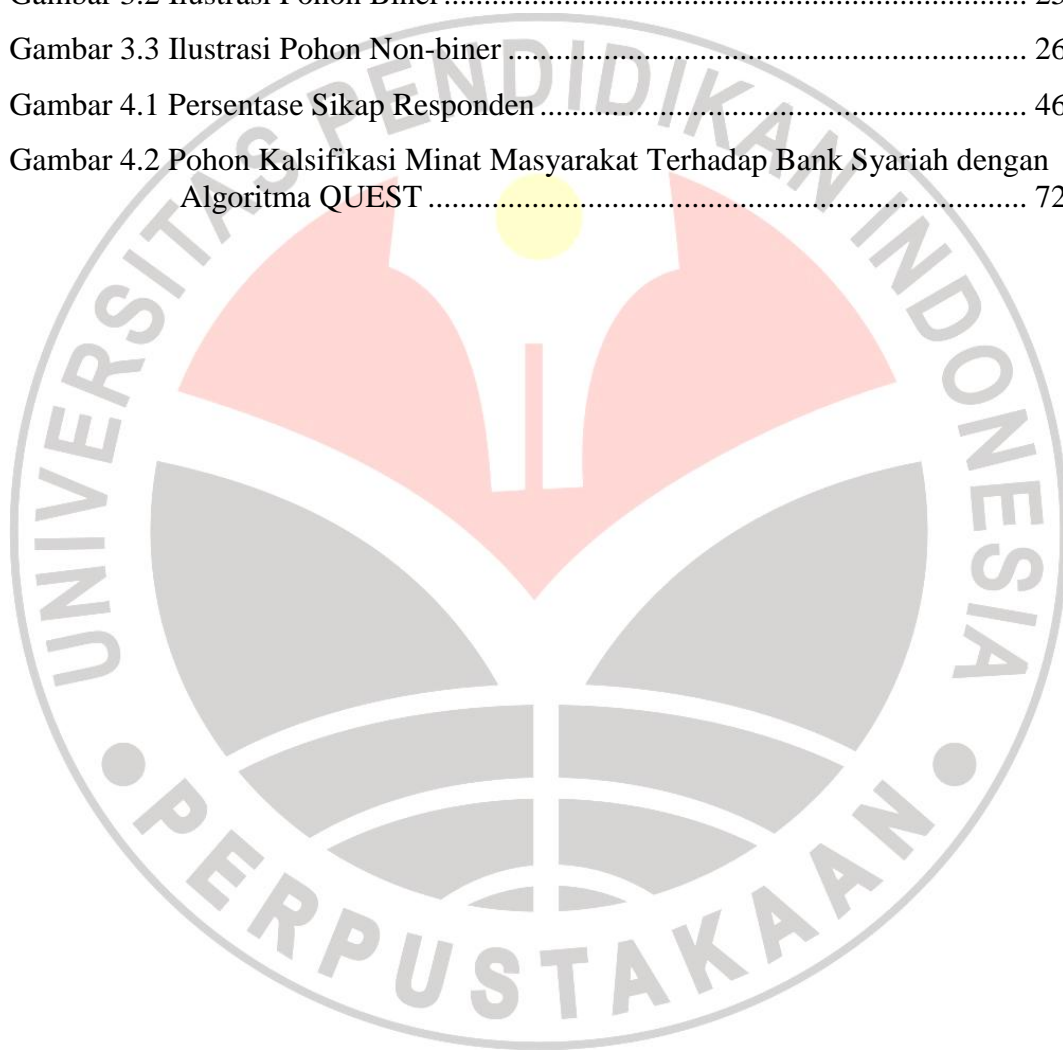 Gambar 3.2 Ilustrasi Pohon Biner ........................................................................ 25
Gambar 3.3 Ilustrasi Pohon Non-biner ................................................................ 26
Gambar 4.1 Persentase Sikap Responden ............................................................ 46
Gambar 4.2 Pohon Kalsifikasi Minat Masyarakat Terhadap Bank Syariah dengan
Algoritma QUEST ........................................................................... 72
UNIVERSITAS PENDIDIKAN INDONESIA
PERPUSTAKAAN